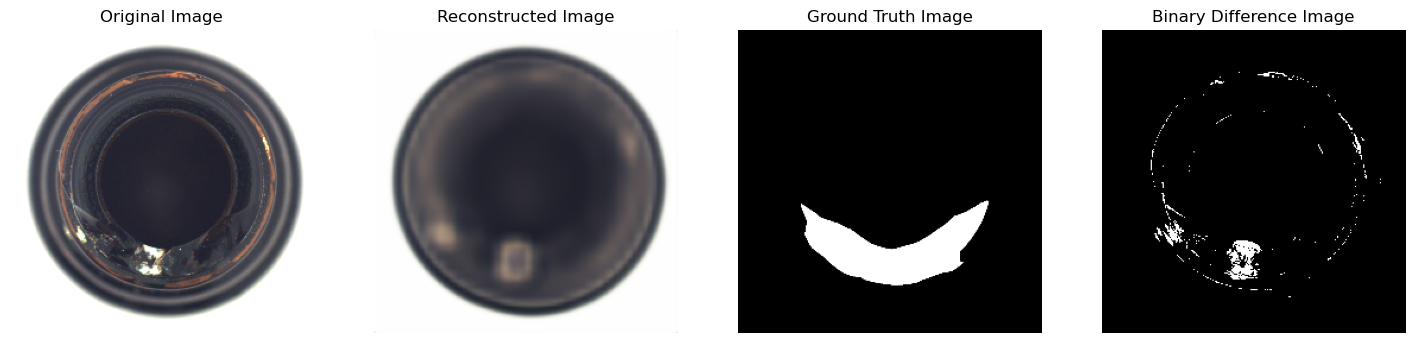 Original Image
Reconstructed Image
Ground Truth Image
Binary Difference Image